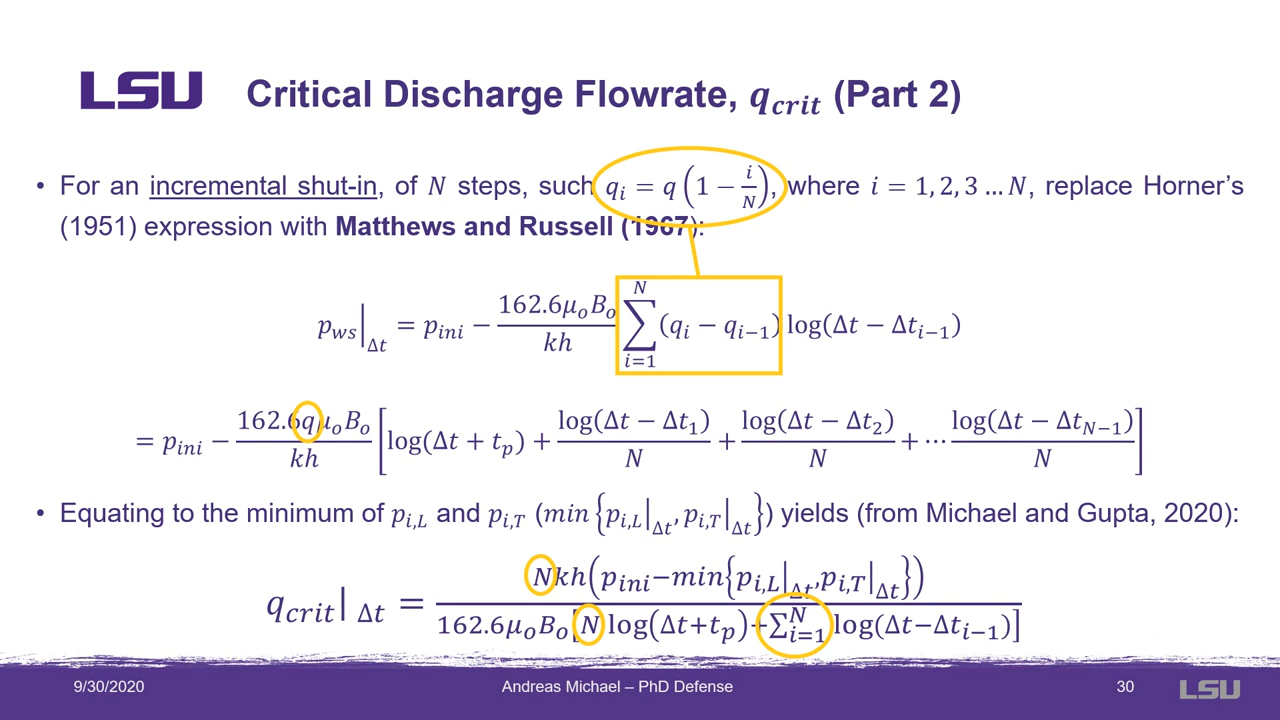 LSU Critical Discharge Flowrate, q_crit (Part 2)
• For an incremental shut-in, of N steps, such q_i = q(1 − i/N), where i = 1, 2, 3 … N, replace Horner's
(1951) expression with Matthews and Russell (1967):
p_ws|_Δt = p_ini − 162.6μ_oB_o/kh ∑_{i=1}^{N} (q_i − q_{i−1}) log(Δt − Δt_{i−1})
= p_ini − 162.6qμ_oB_o/kh [log(Δt + t_p) + log(Δt − Δt_1)/N + log(Δt − Δt_2)/N + ⋯ log(Δt − Δt_{N−1})/N]
• Equating to the minimum of p_{i,L} and p_{i,T} (min{p_{i,L}|_Δt, p_{i,T}|_Δt}) yields (from Michael and Gupta, 2020):
q_crit|_Δt = Nkh(p_ini−min{p_{i,L}|_Δt,p_{i,T}|_Δt})/162.6μ_oB_o[N log(Δt+t_p)+∑_{i=1}^{N} log(Δt−Δt_{i−1})]
9/30/2020 Andreas Michael – PhD Defense 30 LSU